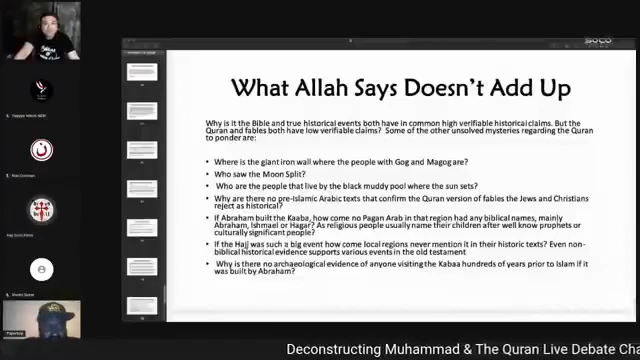 What Allah Says Doesn't Add Up
Why is it the Bible and true historical events both have in common high verifiable historical claims. But the
Quran and fables both have low verifiable claims? Some of the other unsolved mysteries regarding the Quran
to ponder are:
• Where is the giant iron wall where the people with Gog and Magog are?
• Who saw the Moon Split?
• Who are the people that live by the black muddy pool where the sun sets?
• Why are there no pre-Islamic Arabic texts that confirm the Quran version of fables the Jews and Christians
reject as historical?
• If Abraham built the Kaaba, how come no Pagan Arab in that region had any biblical names, mainly
Abraham, Ishmael or Hagar? As religious people usually name their children after well know prophets
or culturally significant people?
• If the Hajj was such a big event how come local regions never mention it in their historic texts? Even non-
biblical historical evidence supports various events in the old testament
• Why is there no archaeological evidence of anyone visiting the Kabaa hundreds of years prior to Islam if it
was built by Abraham?
Deconstructing Muhammad & The Quran Live Debate Cha